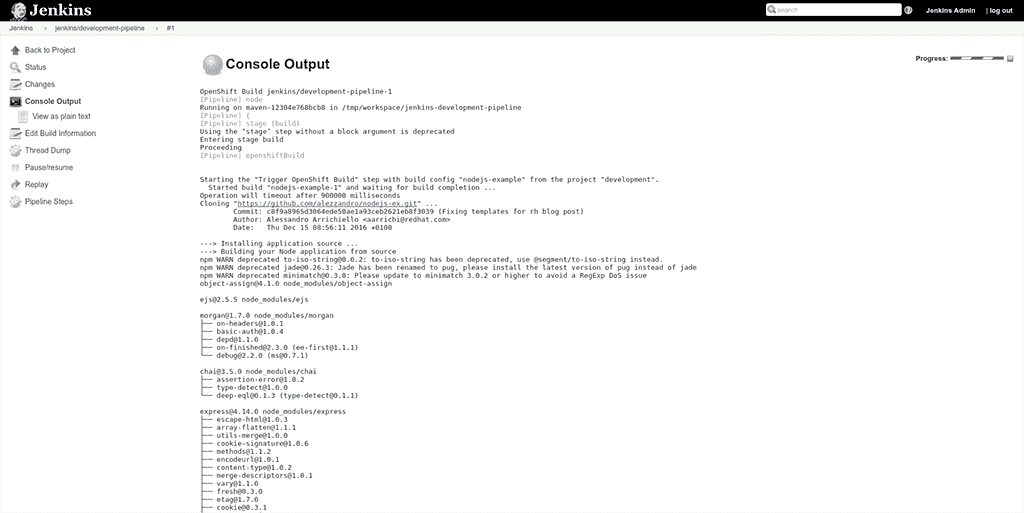 Jenkins
search
Jenkins Admin
| log out
Jenkins › jenkins/development-pipeline › #1
Back to Project
Status
Changes
Console Output
View as plain text
Edit Build Information
Thread Dump
Pause/resume
Replay
Pipeline Steps
Console Output
Progress:
OpenShift Build jenkins/development-pipeline-1
[Pipeline] node
Running on maven-12304e768bcb8 in /tmp/workspace/jenkins-development-pipeline
[Pipeline] {
[Pipeline] stage (build)
Using the "stage" step without a block argument is deprecated
Entering stage build
Proceeding
[Pipeline] openshiftBuild
Starting the "Trigger OpenShift Build" step with build config "nodejs-example" from the project "development".
Started build "nodejs-example-1" and waiting for build completion ...
Operation will timeout after 900000 milliseconds
Cloning "https://github.com/alezzandro/nodejs-ex.git" ...
Commit: c8f9a8965d3064ede50ae1a93ceb2621eb8f3039 (Fixing templates for rh blog post)
Author: Alessandro Arrichiello <aarrichi@redhat.com>
Date: Thu Dec 15 08:56:11 2016 +0100
---> Installing application source ...
---> Building your Node application from source
npm WARN deprecated to-iso-string@0.0.2: to-iso-string has been deprecated, use @segment/to-iso-string instead.
npm WARN deprecated jade@0.26.3: Jade has been renamed to pug, please install the latest version of pug instead of jade
npm WARN deprecated minimatch@0.3.0: Please update to minimatch 3.0.2 or higher to avoid a RegExp DoS issue
object-assign@4.1.0 node_modules/object-assign
ejs@2.5.5 node_modules/ejs
morgan@1.7.0 node_modules/morgan
├── on-headers@1.0.1
├── basic-auth@1.0.4
├── depd@1.1.0
├── on-finished@2.3.0 (ee-first@1.1.1)
└── debug@2.2.0 (ms@0.7.1)
chai@3.5.0 node_modules/chai
├── assertion-error@1.0.2
├── type-detect@1.0.0
└── deep-eql@0.1.3 (type-detect@0.1.1)
express@4.14.0 node_modules/express
├── escape-html@1.0.3
├── array-flatten@1.1.1
├── utils-merge@1.0.0
├── cookie-signature@1.0.6
├── methods@1.1.2
├── encodeurl@1.0.1
├── content-type@1.0.2
├── merge-descriptors@1.0.1
├── vary@1.1.0
├── fresh@0.3.0
├── etag@1.7.0
├── cookie@0.3.1